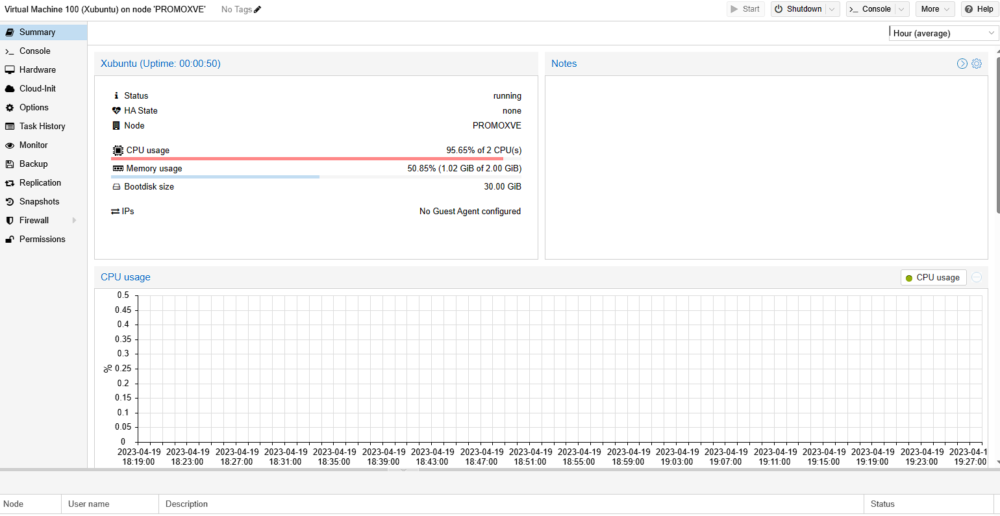 Virtual Machine 100 (Xubuntu) on node 'PROMOXVE' No Tags Start Shutdown >_ Console More Help
Summary
Hour (average)
Console
Hardware
Cloud-Init
Options
Task History
Monitor
Backup
Replication
Snapshots
Firewall
Permissions
Xubuntu (Uptime: 00:00:50)
Status running
HA State none
Node PROMOXVE
CPU usage 95.65% of 2 CPU(s)
Memory usage 50.85% (1.02 GiB of 2.00 GiB)
Bootdisk size 30.00 GiB
IPs No Guest Agent configured
Notes
CPU usage
CPU usage
0.5
0.45
0.4
0.35
0.3
0.25
0.2
0.15
0.1
0.05
0
%
2023-04-19 2023-04-19 2023-04-19 2023-04-19 2023-04-19 2023-04-19 2023-04-19 2023-04-19 2023-04-19 2023-04-19 2023-04-19 2023-04-19 2023-04-19 2023-04-19 2023-04-19 2023-04-19 2023-04-19 2023-04-1
18:19:00 18:23:00 18:27:00 18:31:00 18:35:00 18:39:00 18:43:00 18:47:00 18:51:00 18:55:00 18:59:00 19:03:00 19:07:00 19:11:00 19:15:00 19:19:00 19:23:00 19:27:00
Node User name Description Status